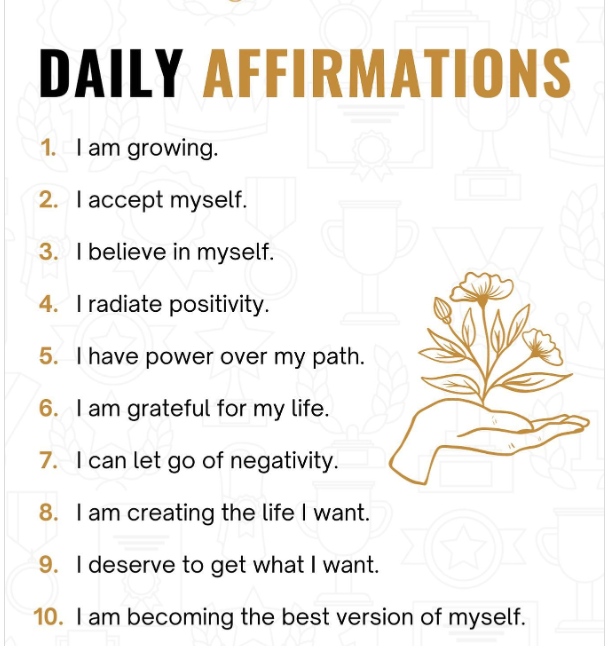 DAILY AFFIRMATIONS
1. I am growing.
2. I accept myself.
3. I believe in myself.
4. I radiate positivity.
5. I have power over my path.
6. I am grateful for my life.
7. I can let go of negativity.
8. I am creating the life I want.
9. I deserve to get what I want.
10. I am becoming the best version of myself.